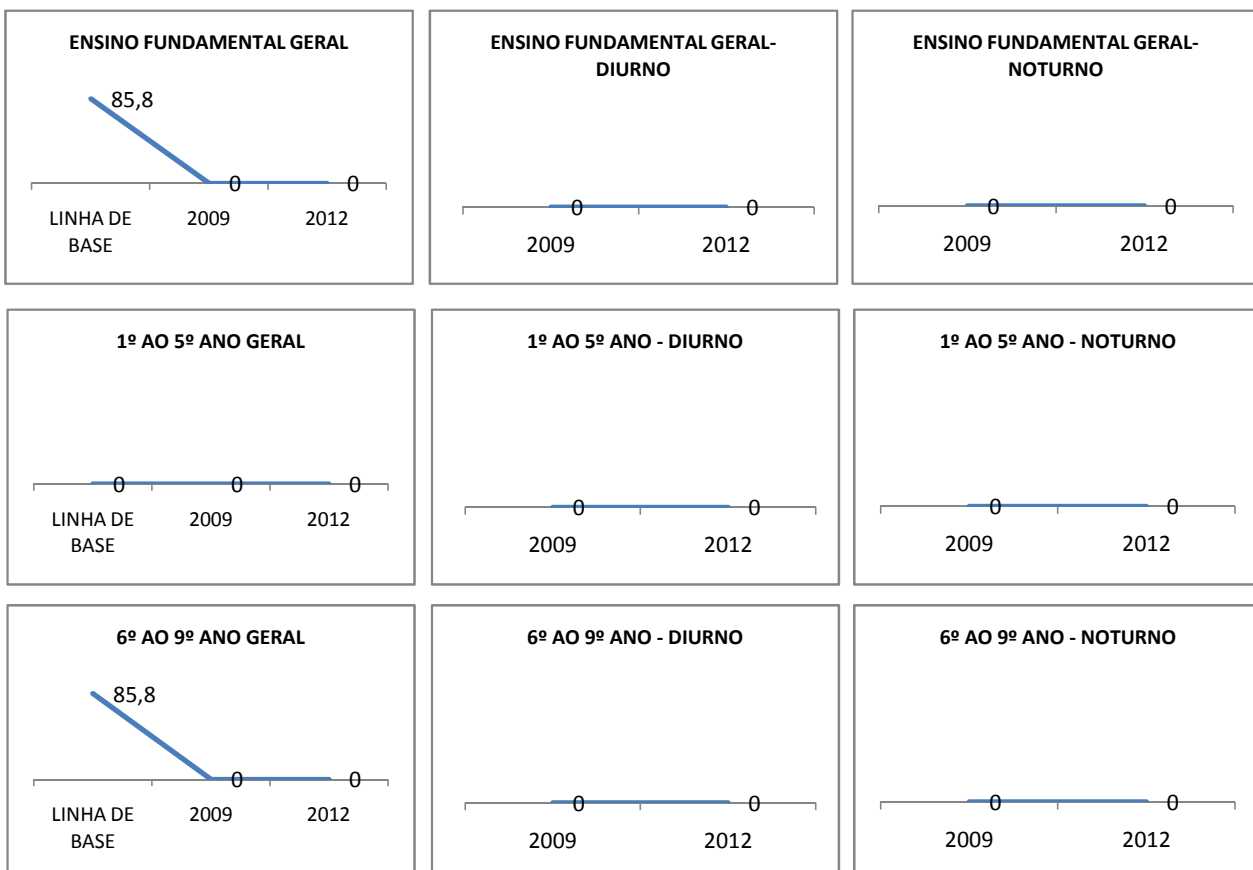 ENSINO FUNDAMENTAL GERAL
85,8
0
0
LINHA DE
BASE
2009
2012
ENSINO FUNDAMENTAL GERAL-
DIURNO
0
0
2009
2012
ENSINO FUNDAMENTAL GERAL-
NOTURNO
0
0
2009
2012
1º AO 5º ANO GERAL
0
0
0
LINHA DE
BASE
2009
2012
1º AO 5º ANO - DIURNO
0
0
2009
2012
1º AO 5º ANO - NOTURNO
0
0
2009
2012
6º AO 9º ANO GERAL
85,8
0
0
LINHA DE
BASE
2009
2012
6º AO 9º ANO - DIURNO
0
0
2009
2012
6º AO 9º ANO - NOTURNO
0
0
2009
2012